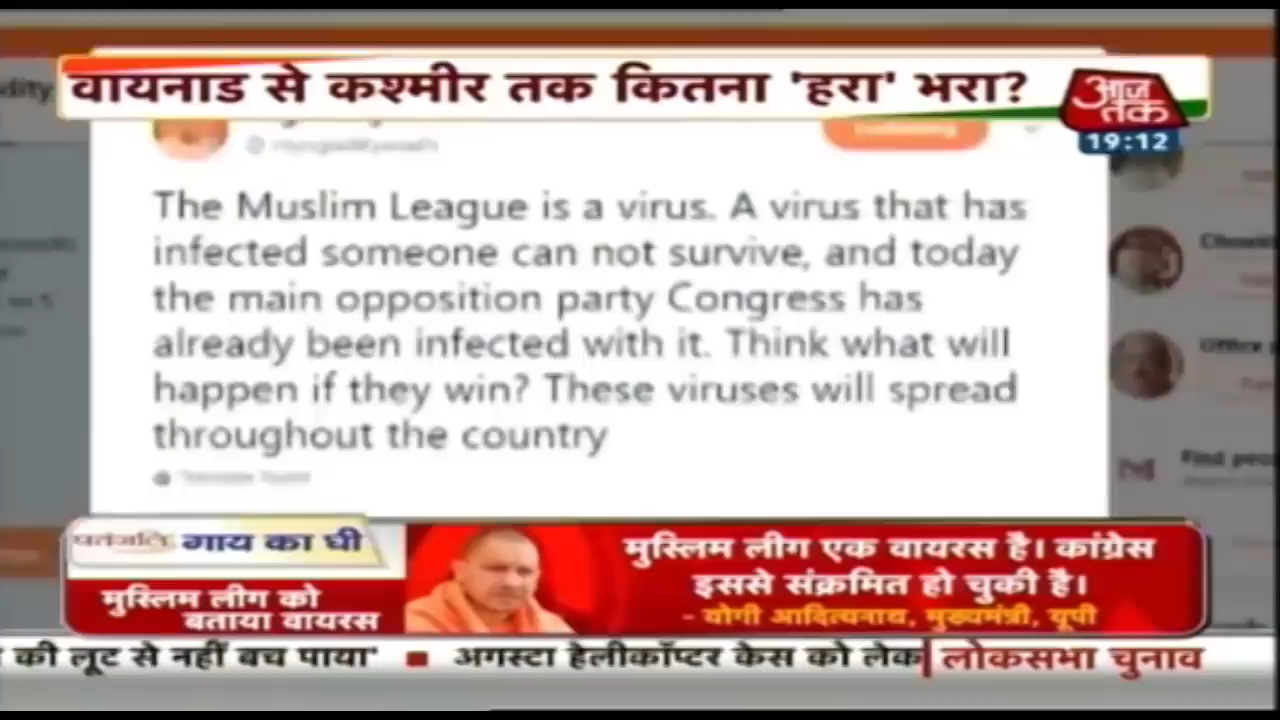 वायनाड से कश्मीर तक कितना 'हरा' भरा?
आज
तक
19:12
The Muslim League is a virus. A virus that has
infected someone can not survive, and today
the main opposition party Congress has
already been infected with it. Think what will
happen if they win? These viruses will spread
throughout the country
पतंजलि गाय का घी
मुस्लिम लीग को
बताया वायरस
मुस्लिम लीग एक वायरस है। कांग्रेस
इससे संक्रमित हो चुकी है।
- योगी आदित्यनाथ, मुख्यमंत्री, यूपी
की लूट से नहीं बच पाया' ■ अगस्टा हेलीकॉप्टर केस को लेक
लोकसभा चुनाव